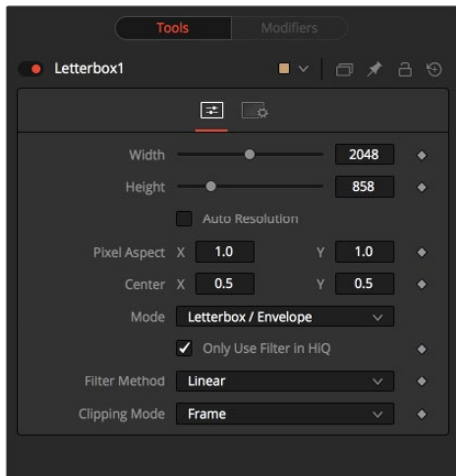 Tools Modifiers
Letterbox1
Width 2048
Height 858
Auto Resolution
Pixel Aspect X 1.0 Y 1.0
Center X 0.5 Y 0.5
Mode Letterbox / Envelope
Only Use Filter in HiQ
Filter Method Linear
Clipping Mode Frame